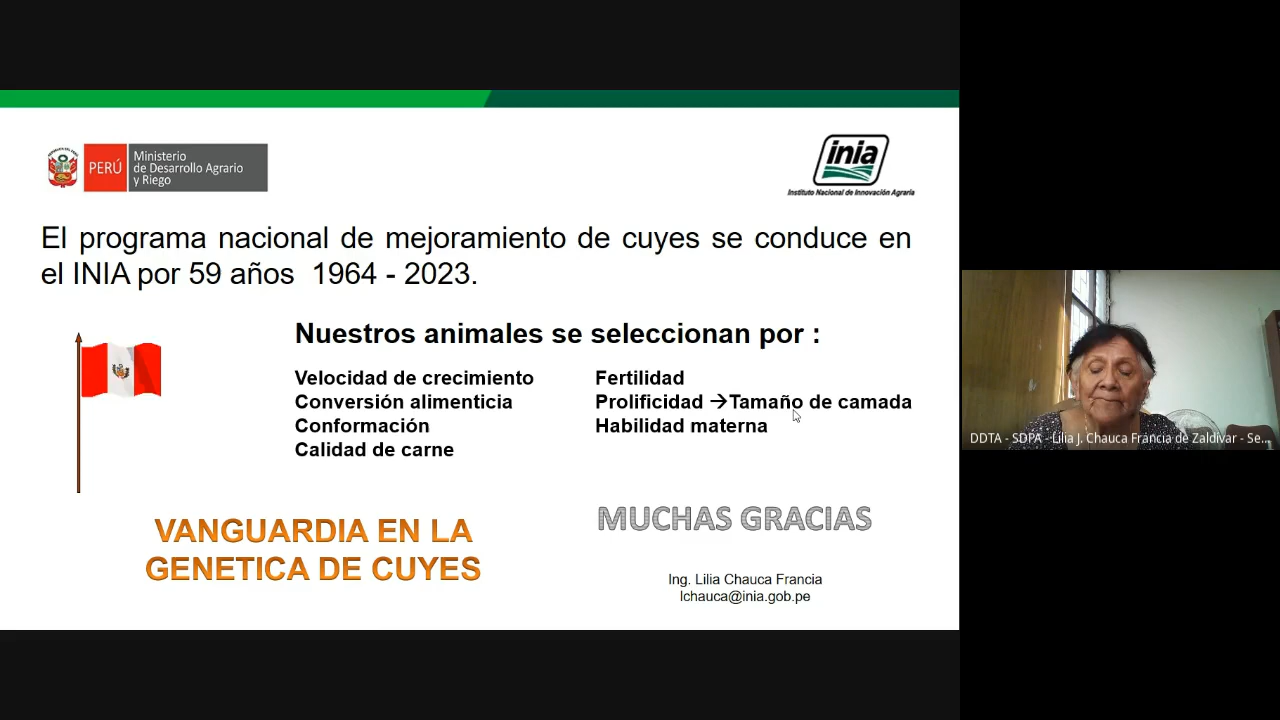 PERÚ
Ministerio
de Desarrollo Agrario
y Riego
inia
Instituto Nacional de Innovación Agraria
El programa nacional de mejoramiento de cuyes se conduce en
el INIA por 59 años 1964 - 2023.
Nuestros animales se seleccionan por :
Velocidad de crecimiento
Conversión alimenticia
Conformación
Calidad de carne
Fertilidad
Prolificidad →Tamaño de camada
Habilidad materna
VANGUARDIA EN LA
GENETICA DE CUYES
MUCHAS GRACIAS
Ing. Lilia Chauca Francia
lchauca@inia.gob.pe
DDTA - SDPA - Lilia J. Chauca Francia de Zaldivar - Se...